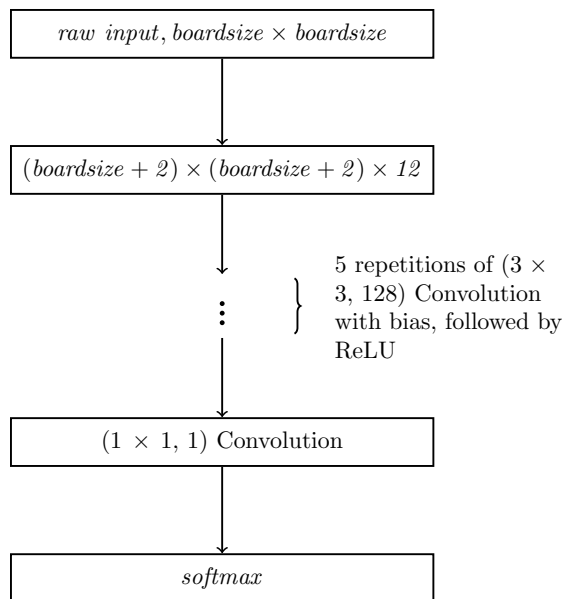 raw input, boardsize × boardsize
(boardsize + 2) × (boardsize + 2) × 12
5 repetitions of (3 ×
3, 128) Convolution
with bias, followed by
ReLU
(1 × 1, 1) Convolution
softmax